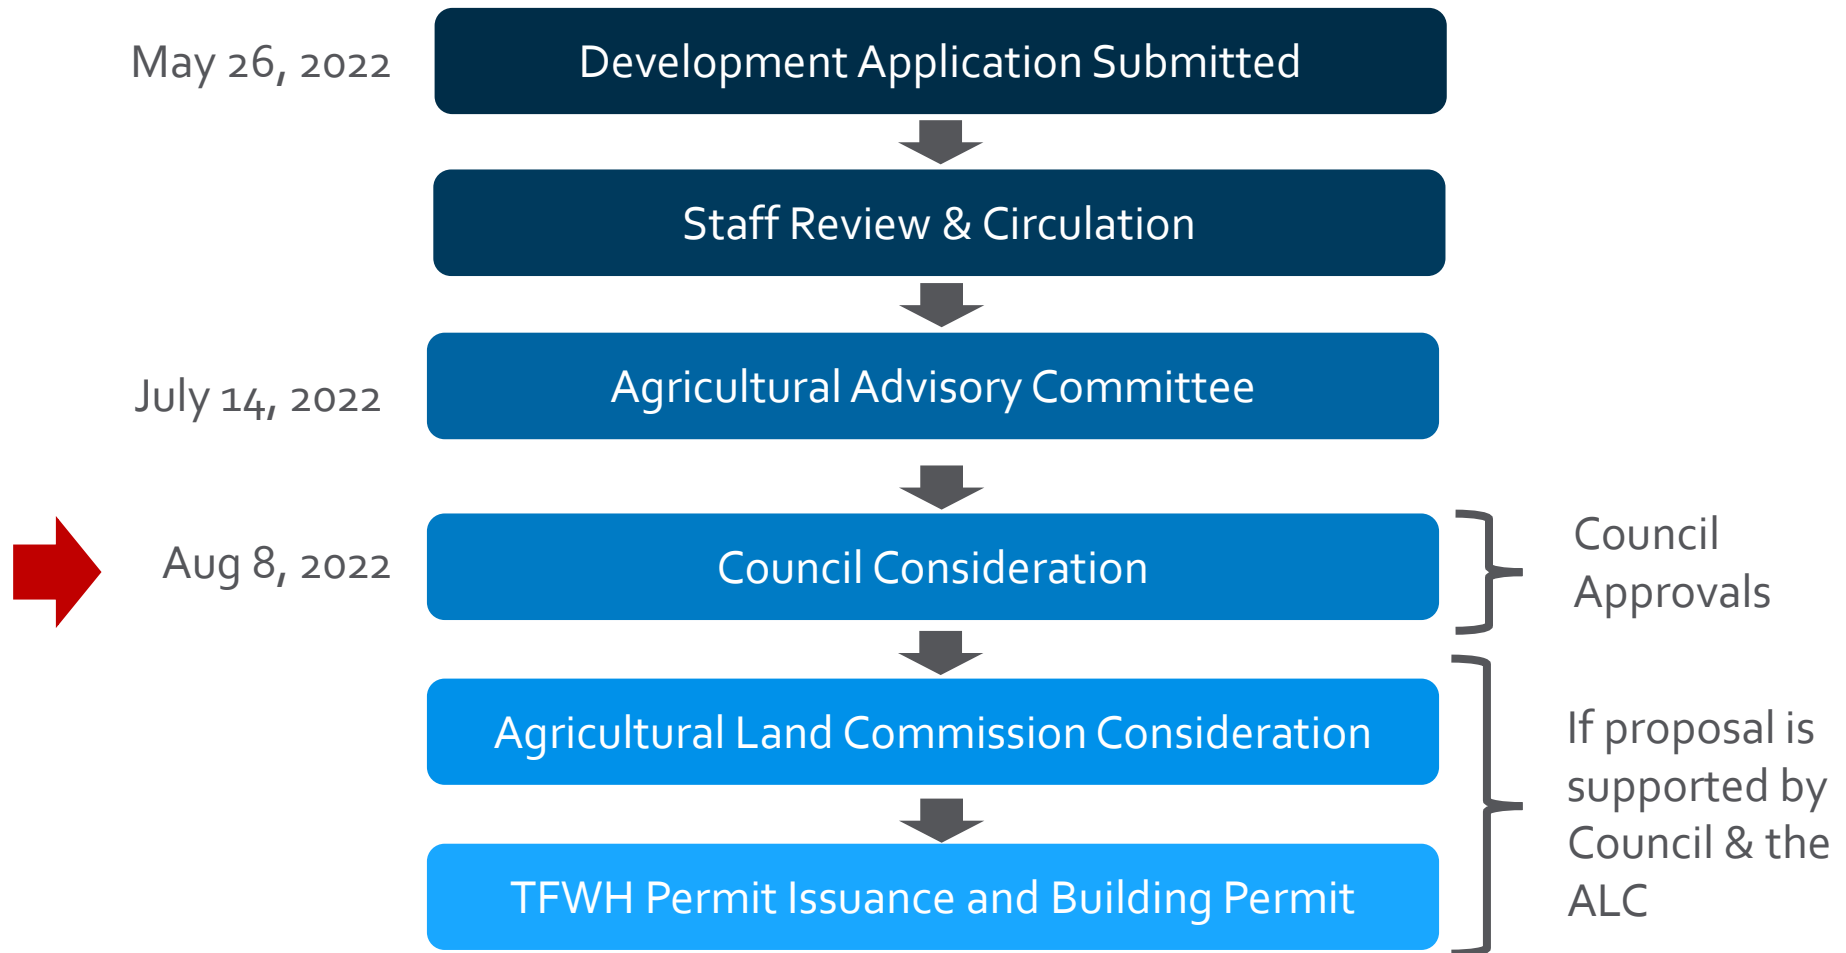 May 26, 2022
Development Application Submitted
Staff Review & Circulation
July 14, 2022
Agricultural Advisory Committee
Aug 8, 2022
Council Consideration
Council
Approvals
Agricultural Land Commission Consideration
If proposal is
supported by
Council & the
ALC
TFWH Permit Issuance and Building Permit